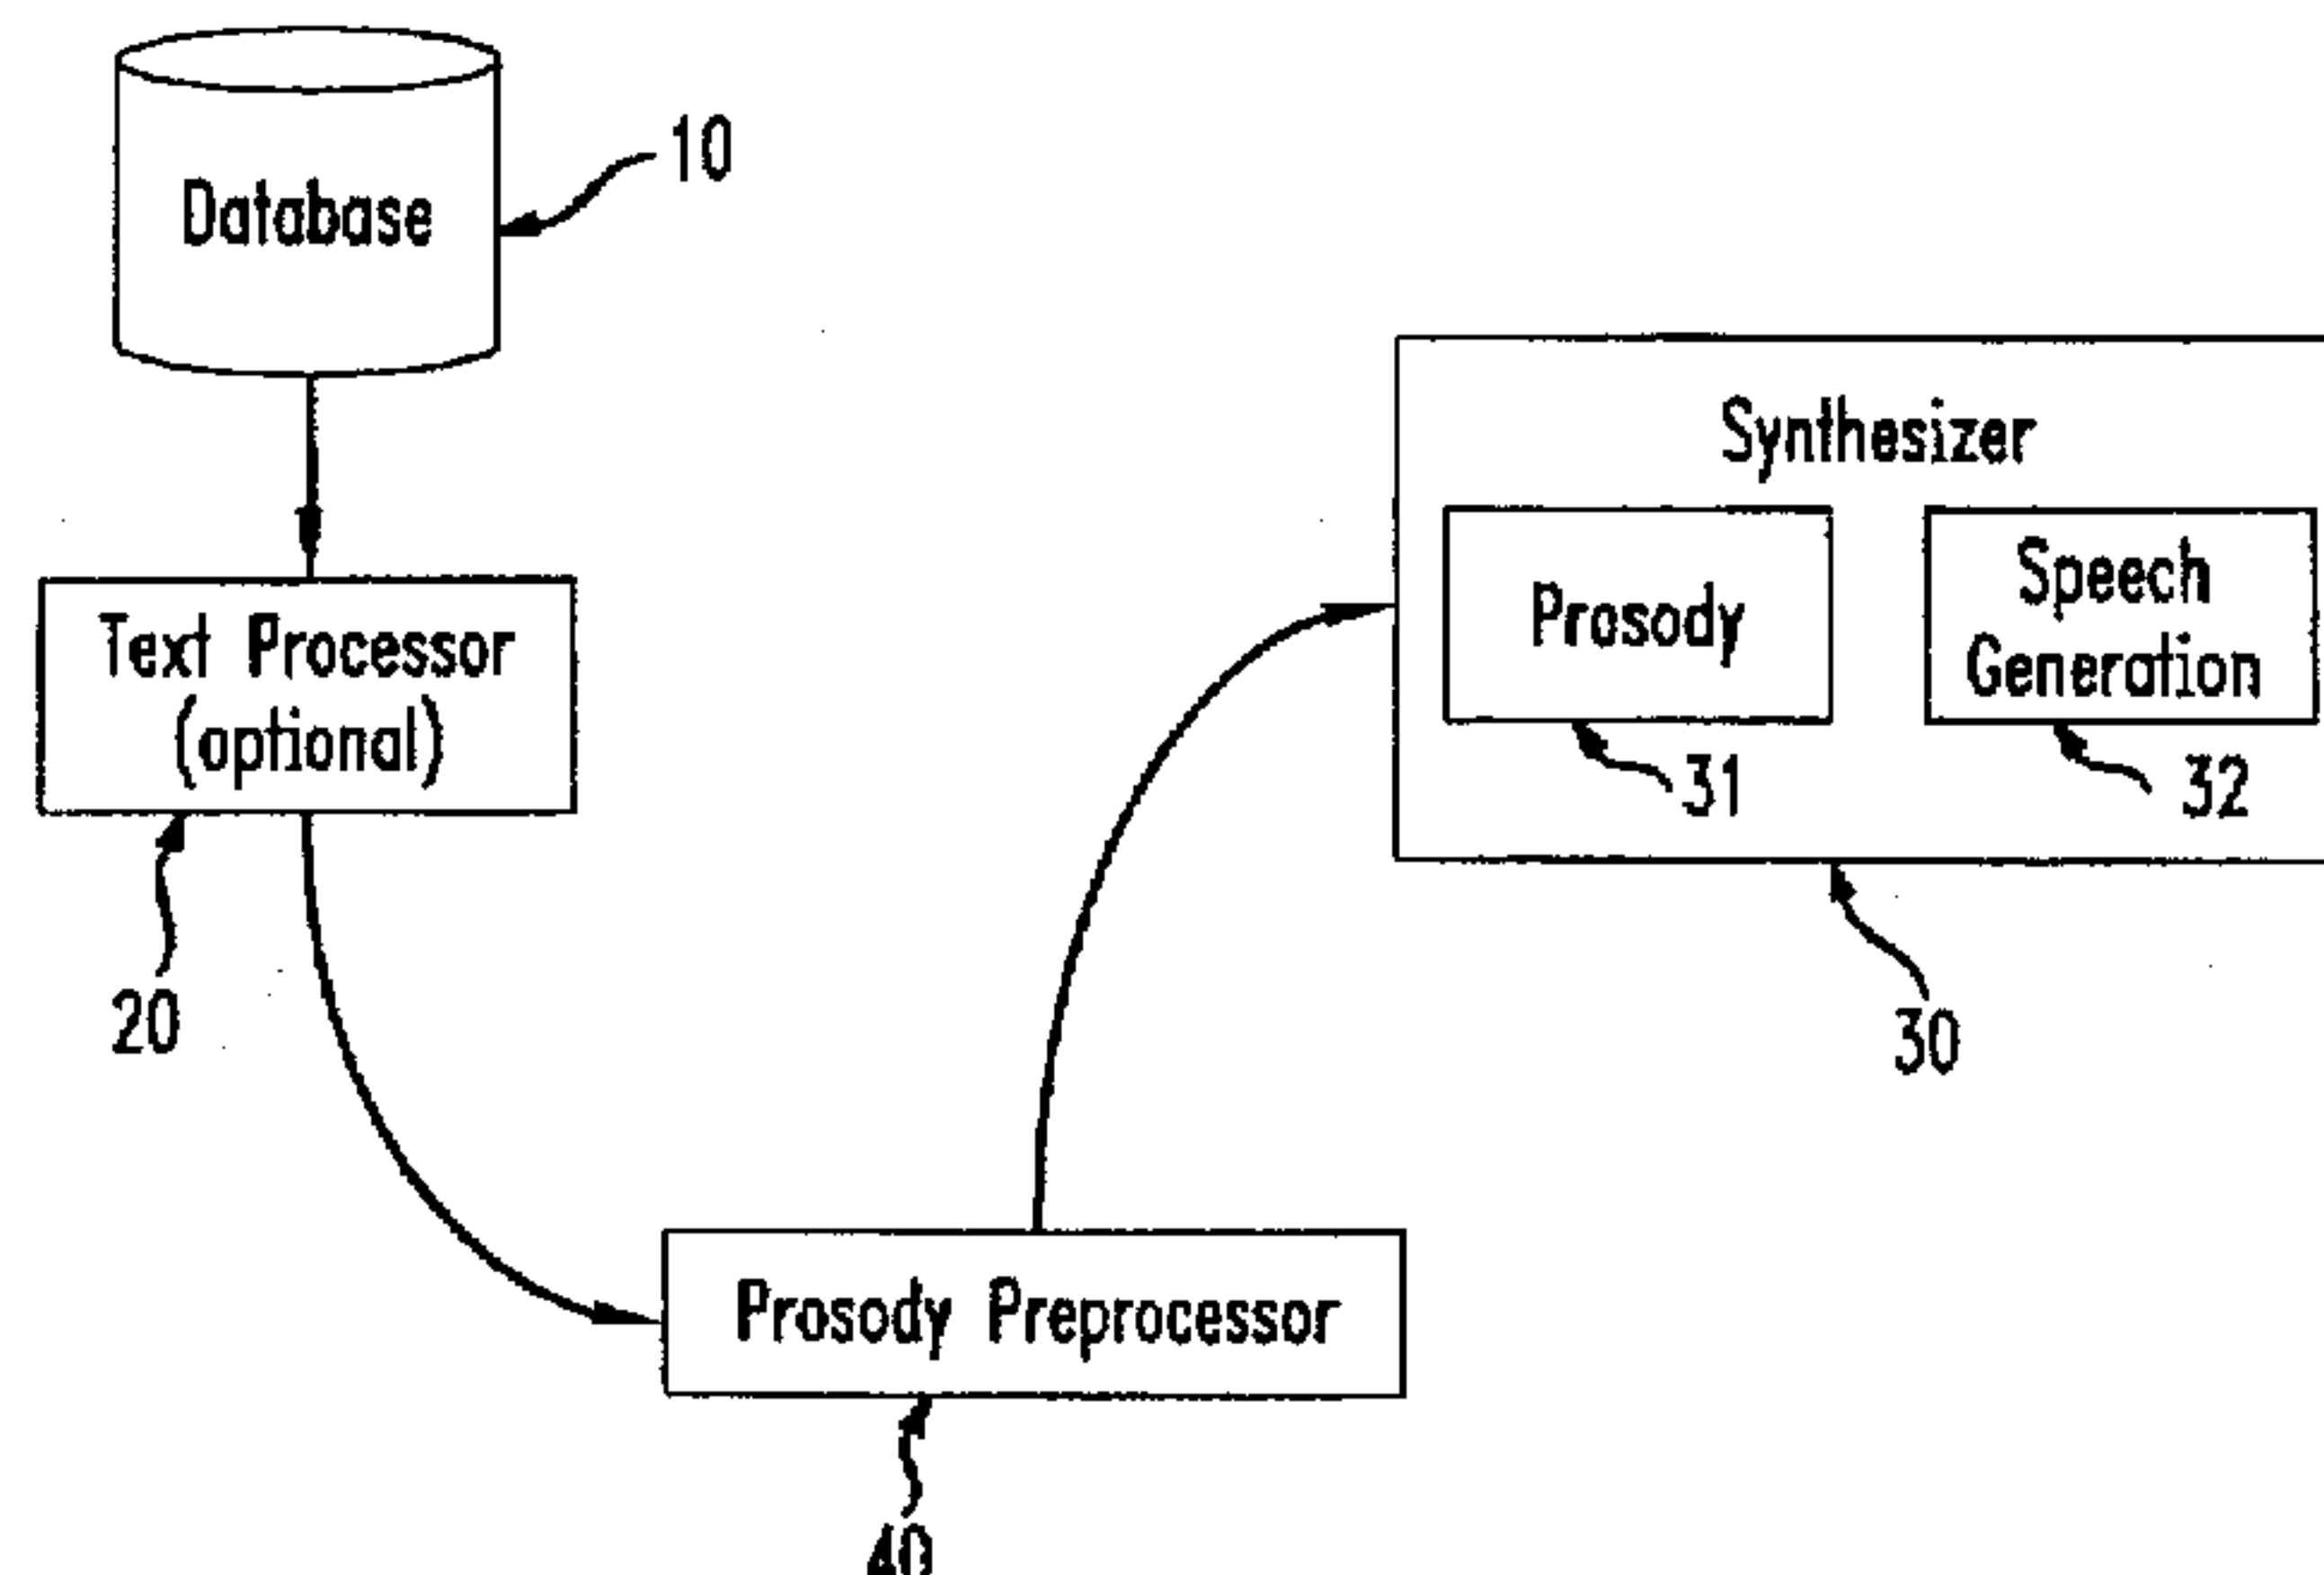 Database
10
Synthesizer
Prosody
Speech
Generation
31
32
Text Processor
(optional)
20
30
Prosody Preprocessor
40